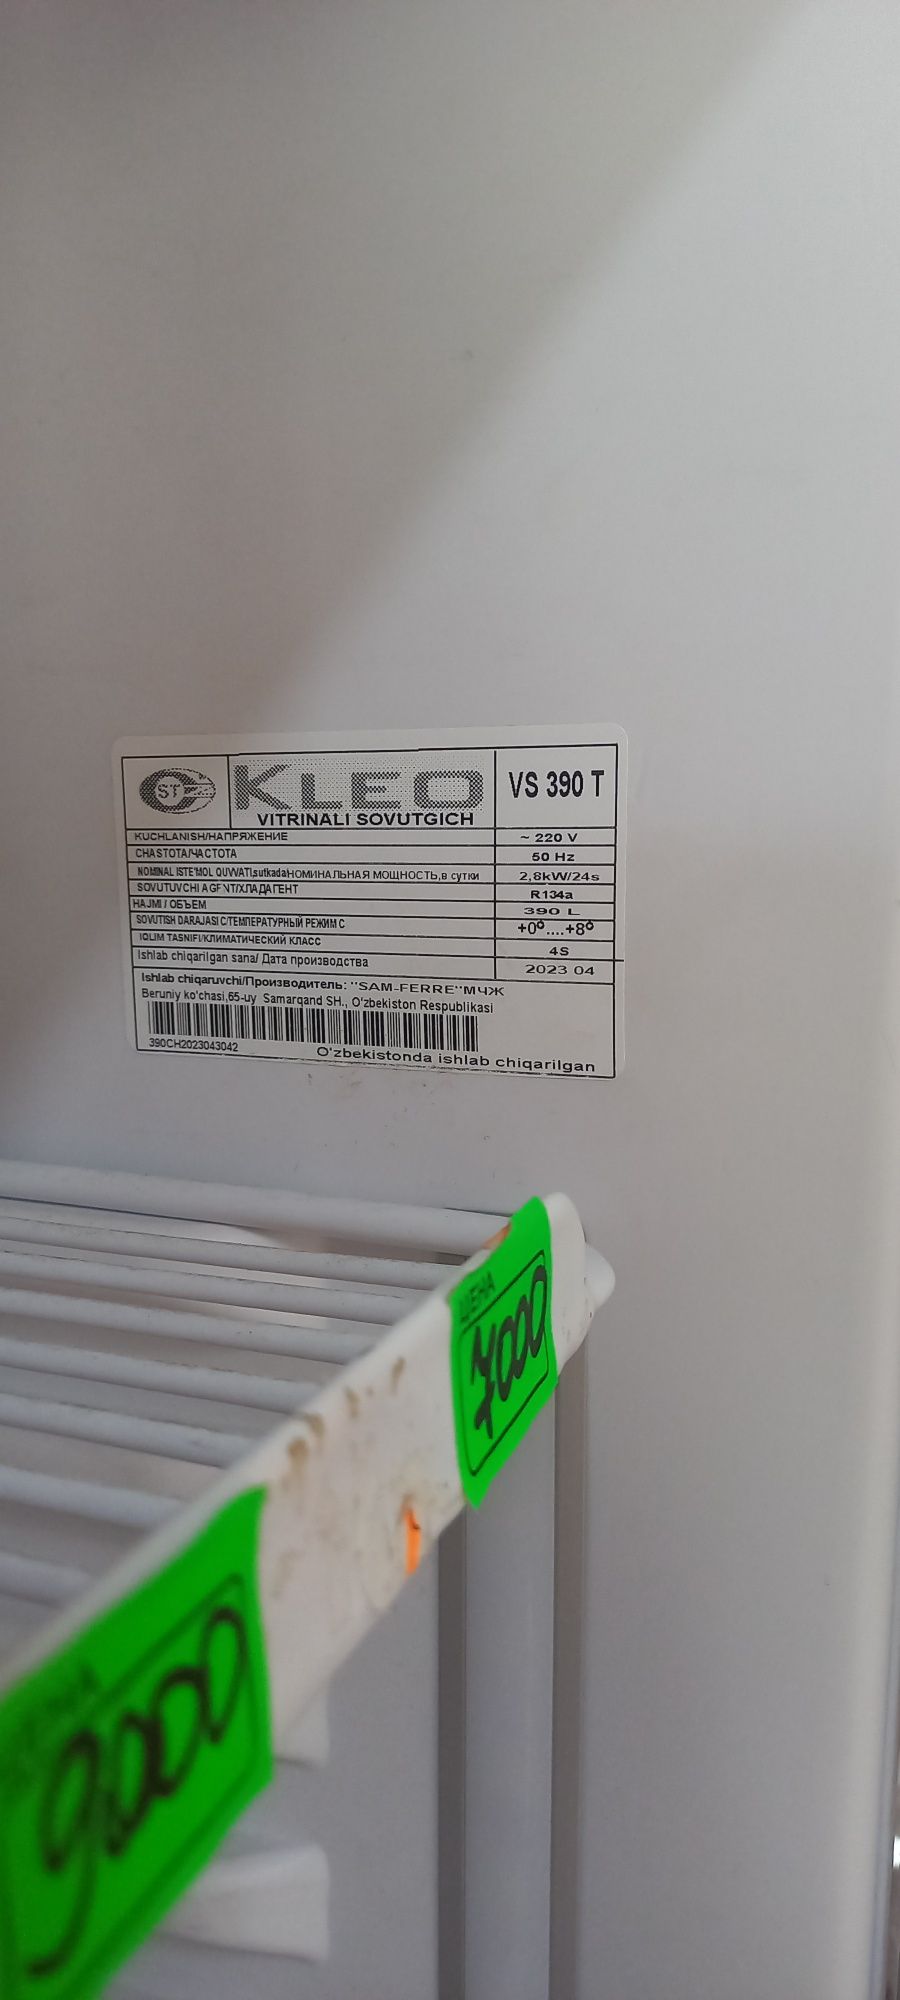 ST
KLEO
VITRINALI SOVUTGICH
VS 390 T
KUCHLANISH/НАПРЯЖЕНИЕ ~ 220 V
CHASTOTA/ЧАСТОТА 50 Hz
NOMINAL ISTE'MOL QUVVATI,sutkada/НОМИНАЛЬНАЯ МОЩНОСТЬ,в сутки 2,8kW/24s
SOVUTUVCHI AGENT/ХЛАДАГЕНТ R134a
HAJMI / ОБЪЕМ 390 L
SOVUTISH DARAJASI C/ТЕМПЕРАТУРНЫЙ РЕЖИМ С +0°....+8°
IQLIM TASNIFI/КЛИМАТИЧЕСКИЙ КЛАСС 4S
Ishlab chiqarilgan sana/ Дата производства 2023 04
Ishlab chiqaruvchi/Производитель: "SAM-FERRE"МЧЖ
Beruniy ko'chasi,65-uy Samarqand SH., O'zbekiston Respublikasi
390CH2023043042
O'zbekistonda ishlab chiqarilgan
ЦЕНА
7000
9000